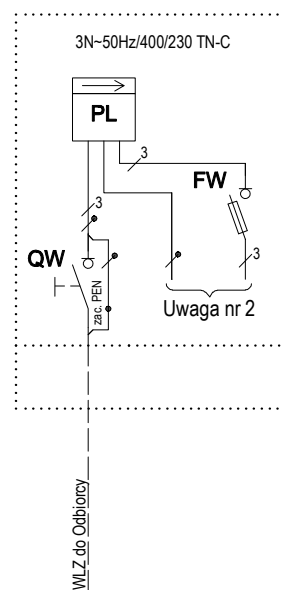 3N~50Hz/400/230 TN-C
PL
3
FW
3
QW
zac. PEN
3
Uwaga nr 2
WLZ do Odbiorcy